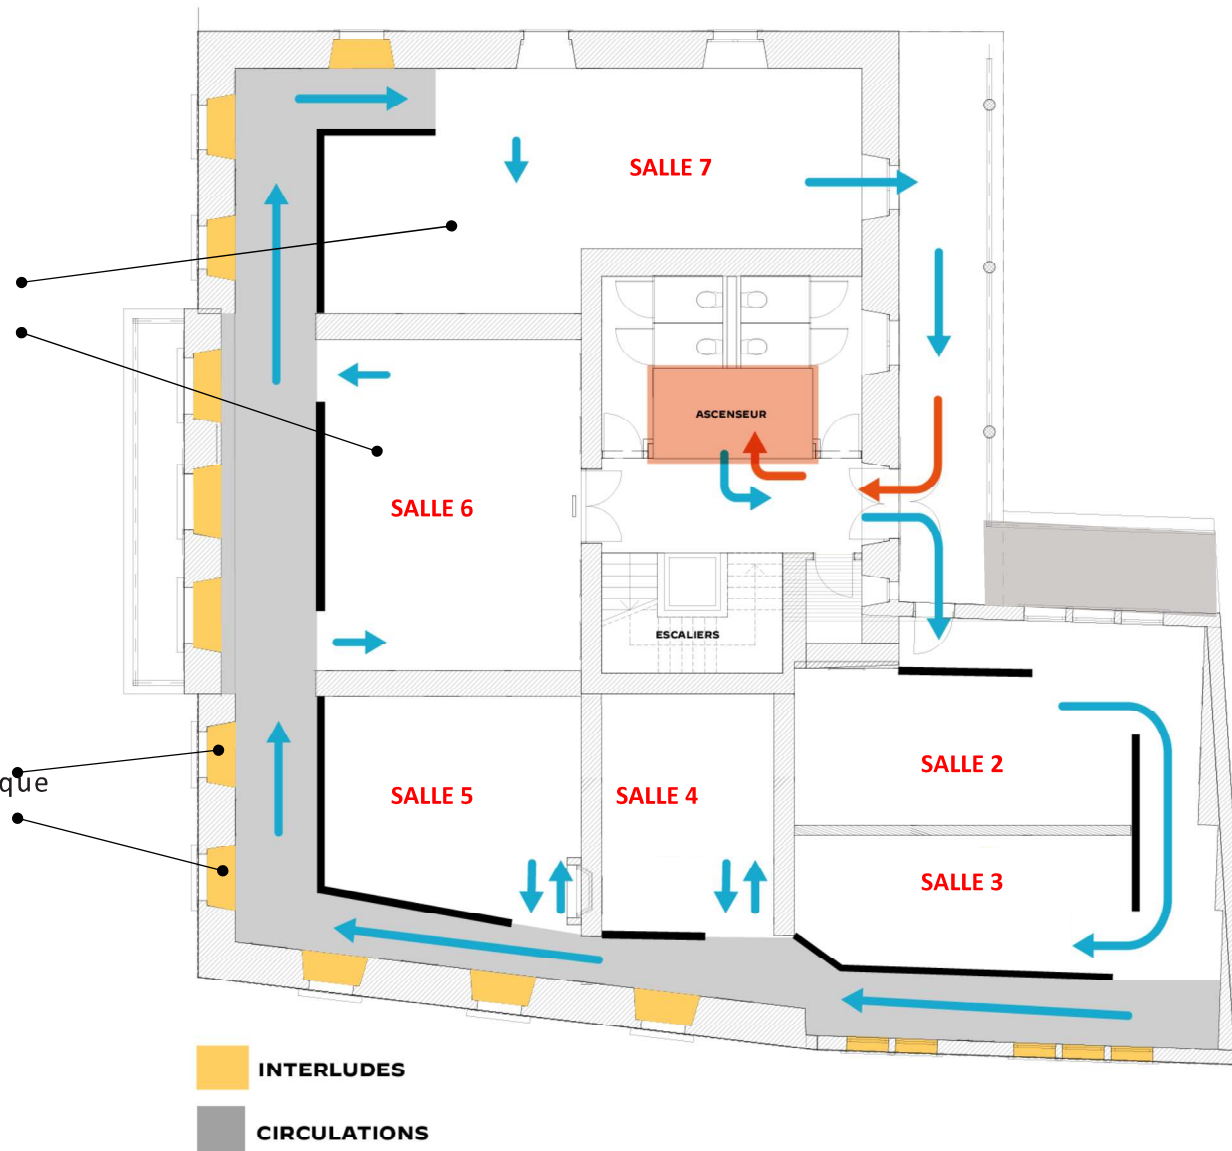 SALLE 7
ASCENSEUR
SALLE 6
ESCALIERS
SALLE 2
que
SALLE 5
SALLE 4
SALLE 3
INTERLUDES
CIRCULATIONS